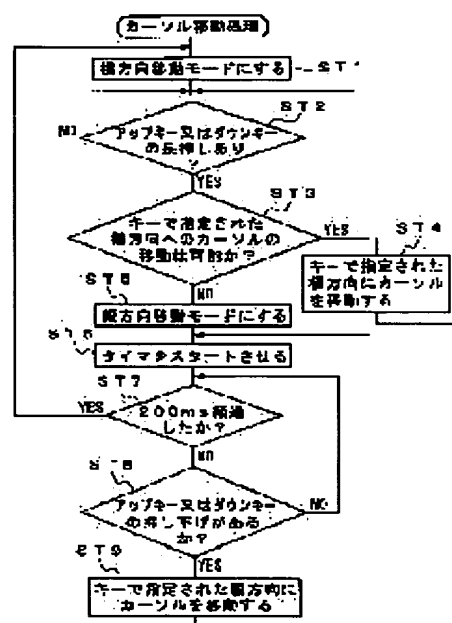 カーソル移動処理
横方向移動モードにする
ST1
ST2
NO
アップキー又はダウンキー
の長押しあり
?
YES
ST3
キーで指定された
横方向へのカーソルの
移動は可能か?
YES
ST4
キーで指定された
横方向にカーソル
を移動する
NO
縦方向移動モードにする
タイマをスタートさせる
ST7
YES
200ms経過
したか?
NO
アップキー又はダウンキー
の押し下げがある
か?
NO
YES
ST9
キーで指定された縦方向に
カーソルを移動する